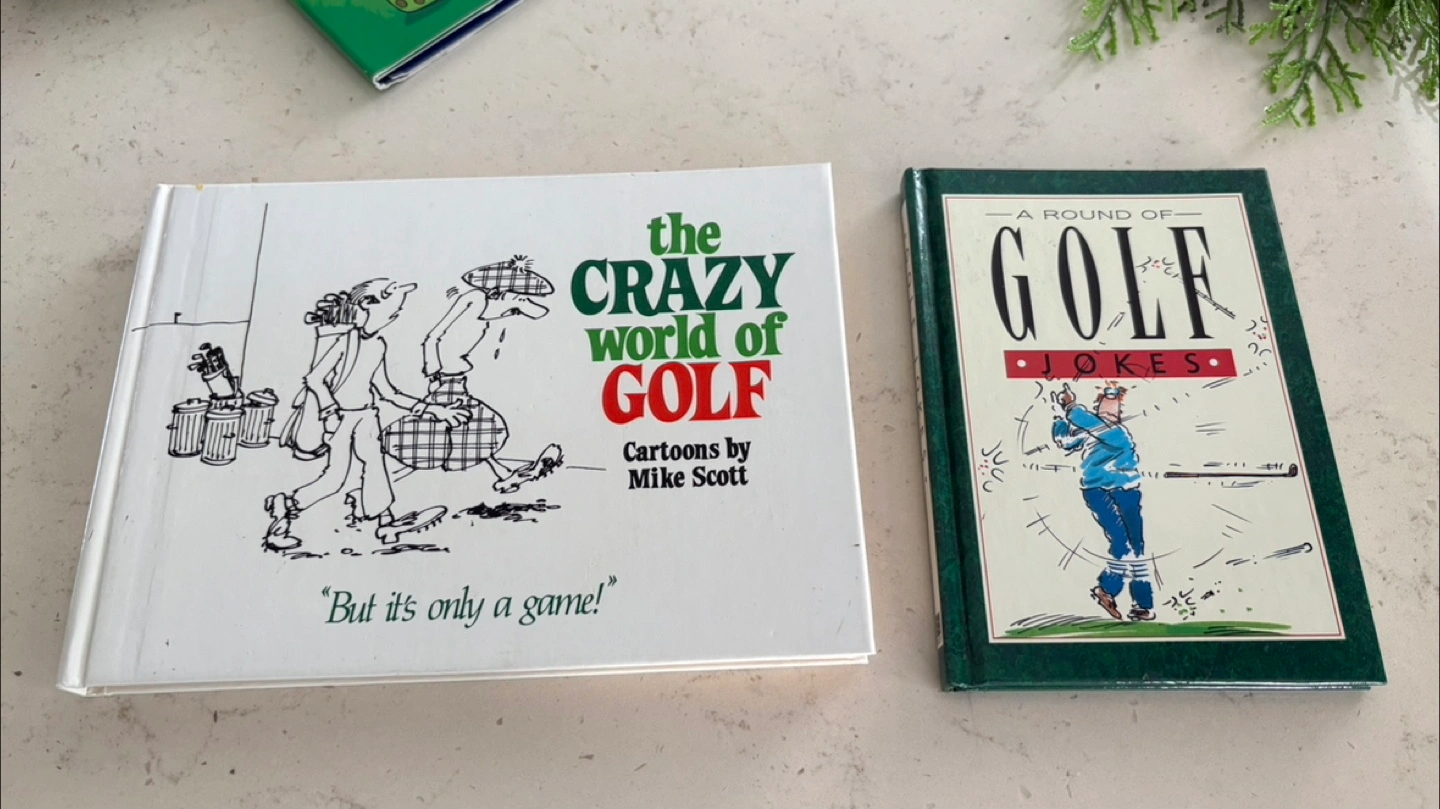 the
CRAZY
world of
GOLF
Cartoons by
Mike Scott
"But it's only a game!"
A ROUND OF
GOLF
JOKES